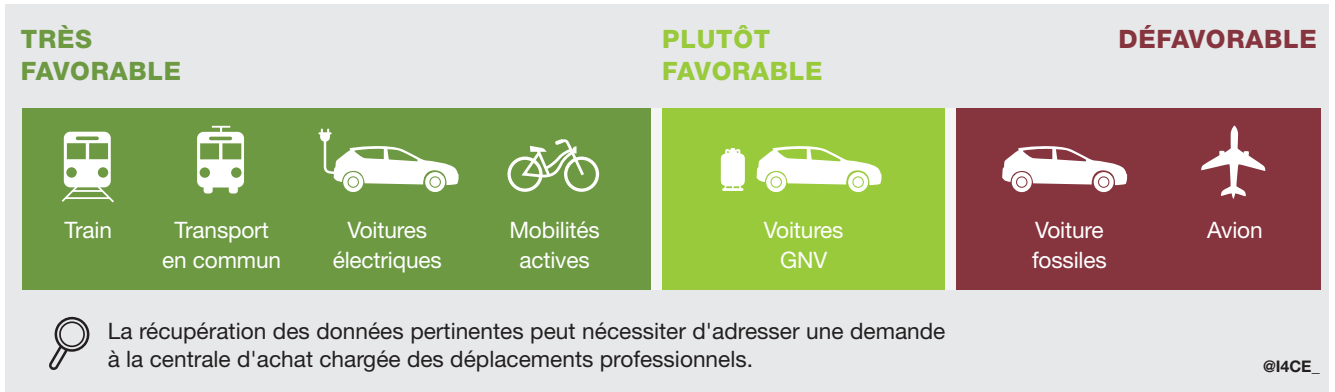 TRÈS
FAVORABLE
PLUTÔT
FAVORABLE
DÉFAVORABLE
Train
Transport
en commun
Voitures
électriques
Mobilités
actives
Voitures
GNV
Voiture
fossiles
Avion
La récupération des données pertinentes peut nécessiter d'adresser une demande
à la centrale d'achat chargée des déplacements professionnels.
@I4CE_